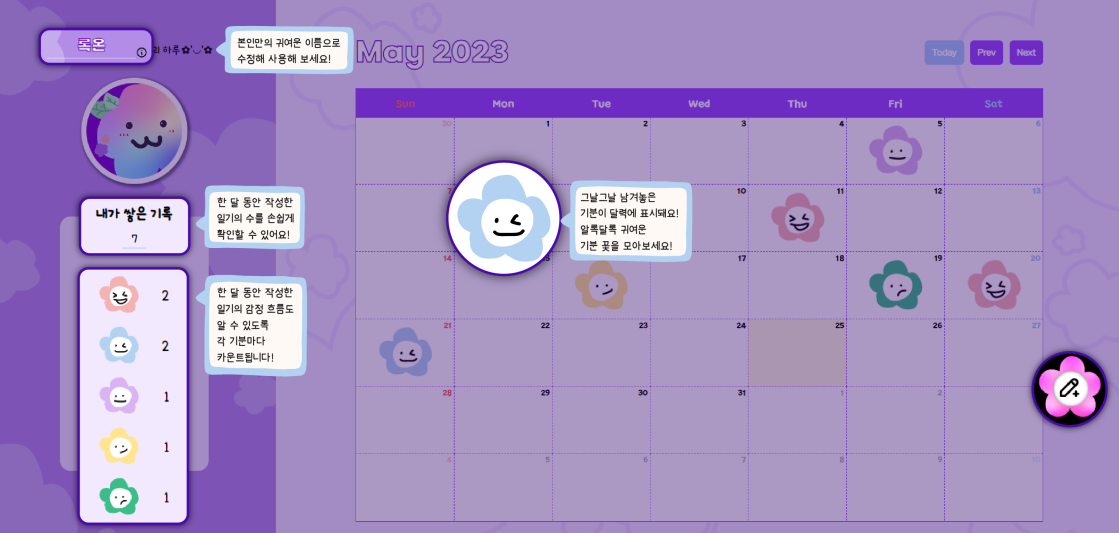 록온
의 하루✿'◡'✿
본인만의 귀여운 이름으로
수정해 사용해 보세요!
May 2023
Today Prev Next
Sun Mon Tue Wed Thu Fri Sat
30 1 2 3 4 5 6
7 10 11 12 13
14 17 18 19 20
21 22 23 24 25 26 27
28 29 30 31 1 2
4 5 6 7 8 9 10
그날그날 남겨놓은
기분이 달력에 표시돼요!
알록달록 귀여운
기분 꽃을 모아보세요!
내가 쌓은 기록
7
한 달 동안 작성한
일기의 수를 손쉽게
확인할 수 있어요!
2
2
1
1
1
한 달 동안 작성한
일기의 감정 흐름도
알 수 있도록
각 기분마다
카운트됩니다!